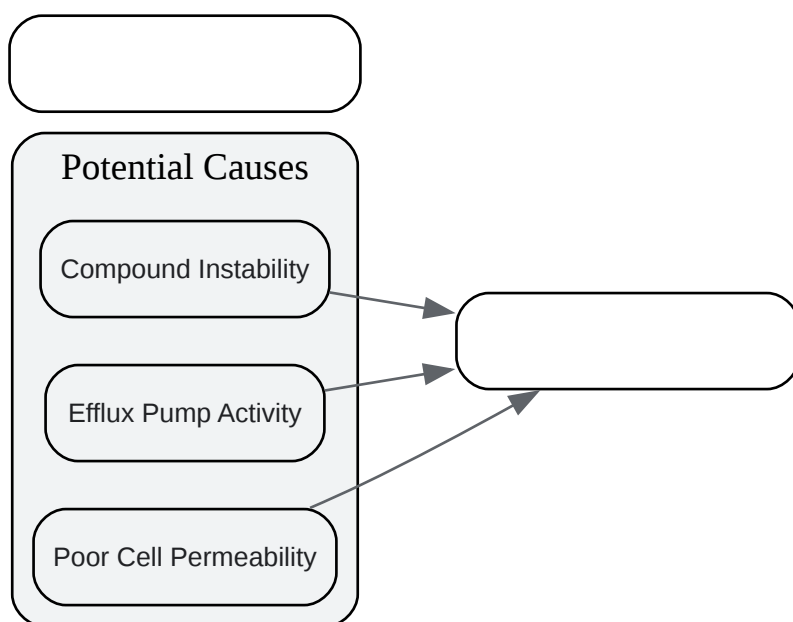 Potential Causes
Compound Instability
Efflux Pump Activity
Poor Cell Permeability